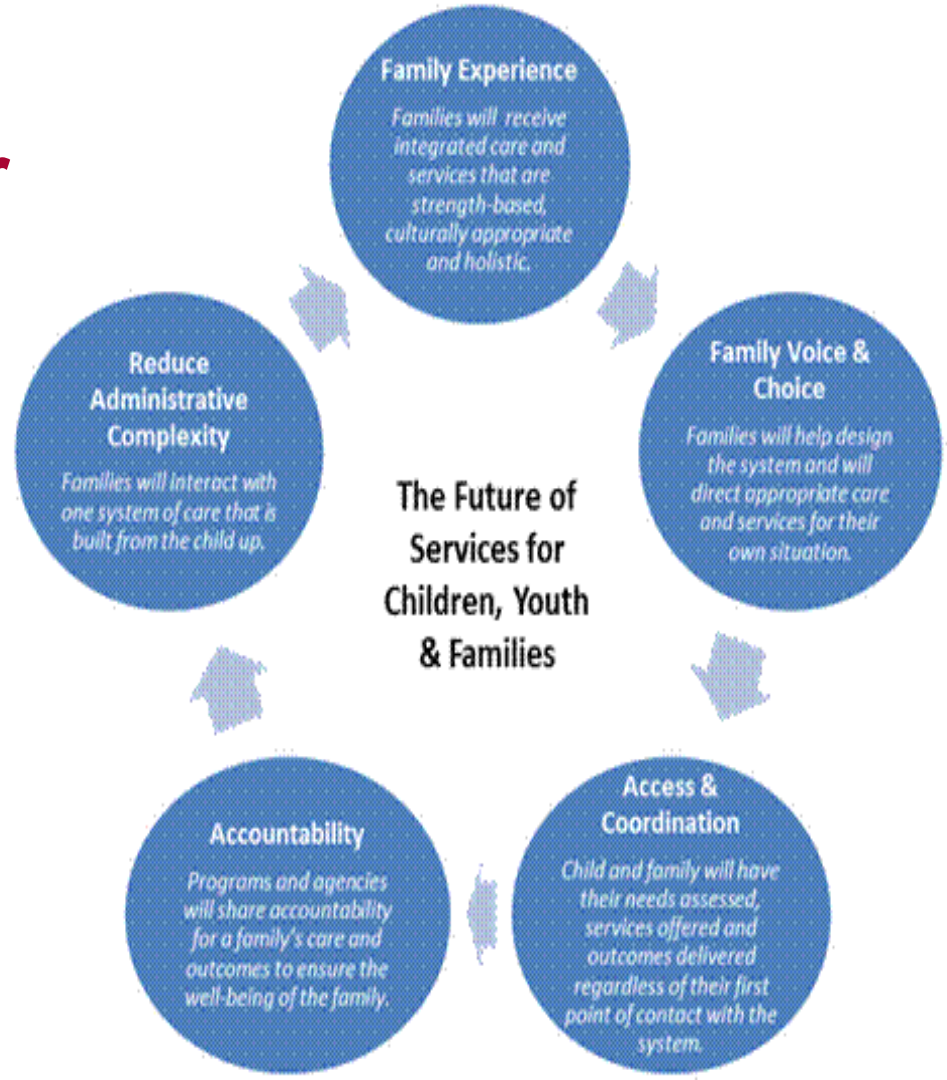 Family Experience
Families will receive
integrated care and
services that are
strength-based,
culturally appropriate
and holistic.
Family Voice &
Choice
Families will help design
the system and will
direct appropriate care
and services for their
own situation.
Access &
Coordination
Child and family will have
their needs assessed,
services offered and
outcomes delivered
regardless of their first
point of contact with the
system.
Accountability
Programs and agencies
will share accountability
for a family's care and
outcomes to ensure the
well-being of the family.
Reduce
Administrative
Complexity
Families will interact with
one system of care that is
built from the child up.
The Future of
Services for
Children, Youth
& Families